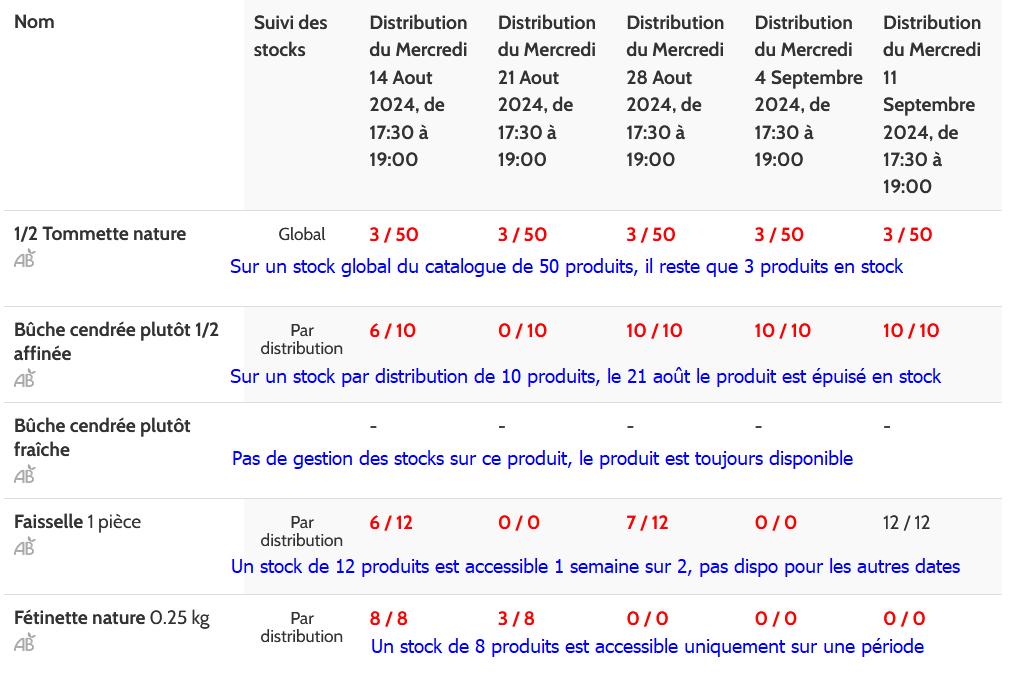 Nom
Suivi des
stocks
Distribution
du Mercredi
14 Aout
2024, de
17:30 à
19:00
Distribution
du Mercredi
21 Aout
2024, de
17:30 à
19:00
Distribution
du Mercredi
28 Aout
2024, de
17:30 à
19:00
Distribution
du Mercredi
4 Septembre
2024, de
17:30 à
19:00
Distribution
du Mercredi
11
Septembre
2024, de
17:30 à
19:00
1/2 Tommette nature
AB
Global
3 / 50
3 / 50
3 / 50
3 / 50
3 / 50
Sur un stock global du catalogue de 50 produits, il reste que 3 produits en stock
Bûche cendrée plutôt 1/2
affinée
AB
Par
distribution
6 / 10
0 / 10
10 / 10
10 / 10
10 / 10
Sur un stock par distribution de 10 produits, le 21 août le produit est épuisé en stock
Bûche cendrée plutôt
fraîche
AB
-
-
-
-
-
Pas de gestion des stocks sur ce produit, le produit est toujours disponible
Faisselle 1 pièce
AB
Par
distribution
6 / 12
0 / 0
7 / 12
0 / 0
12 / 12
Un stock de 12 produits est accessible 1 semaine sur 2, pas dispo pour les autres dates
Fétinette nature 0.25 kg
AB
Par
distribution
8 / 8
3 / 8
0 / 0
0 / 0
0 / 0
Un stock de 8 produits est accessible uniquement sur une période